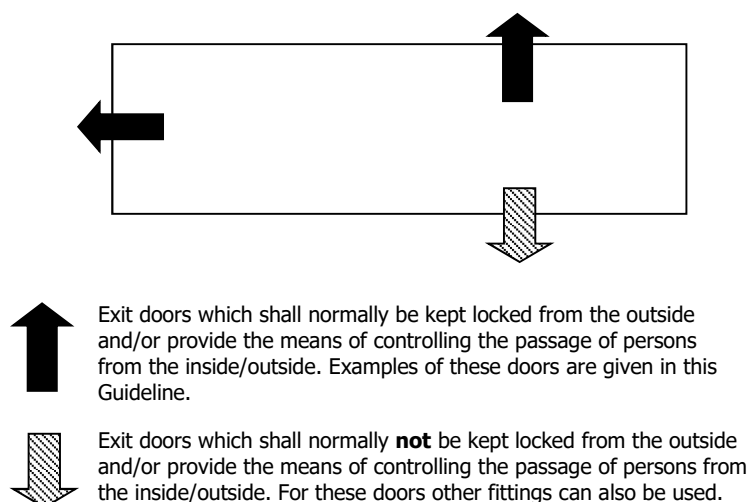 Exit doors which shall normally be kept locked from the outside
and/or provide the means of controlling the passage of persons
from the inside/outside. Examples of these doors are given in this
Guideline.
Exit doors which shall normally not be kept locked from the outside
and/or provide the means of controlling the passage of persons from
the inside/outside. For these doors other fittings can also be used.